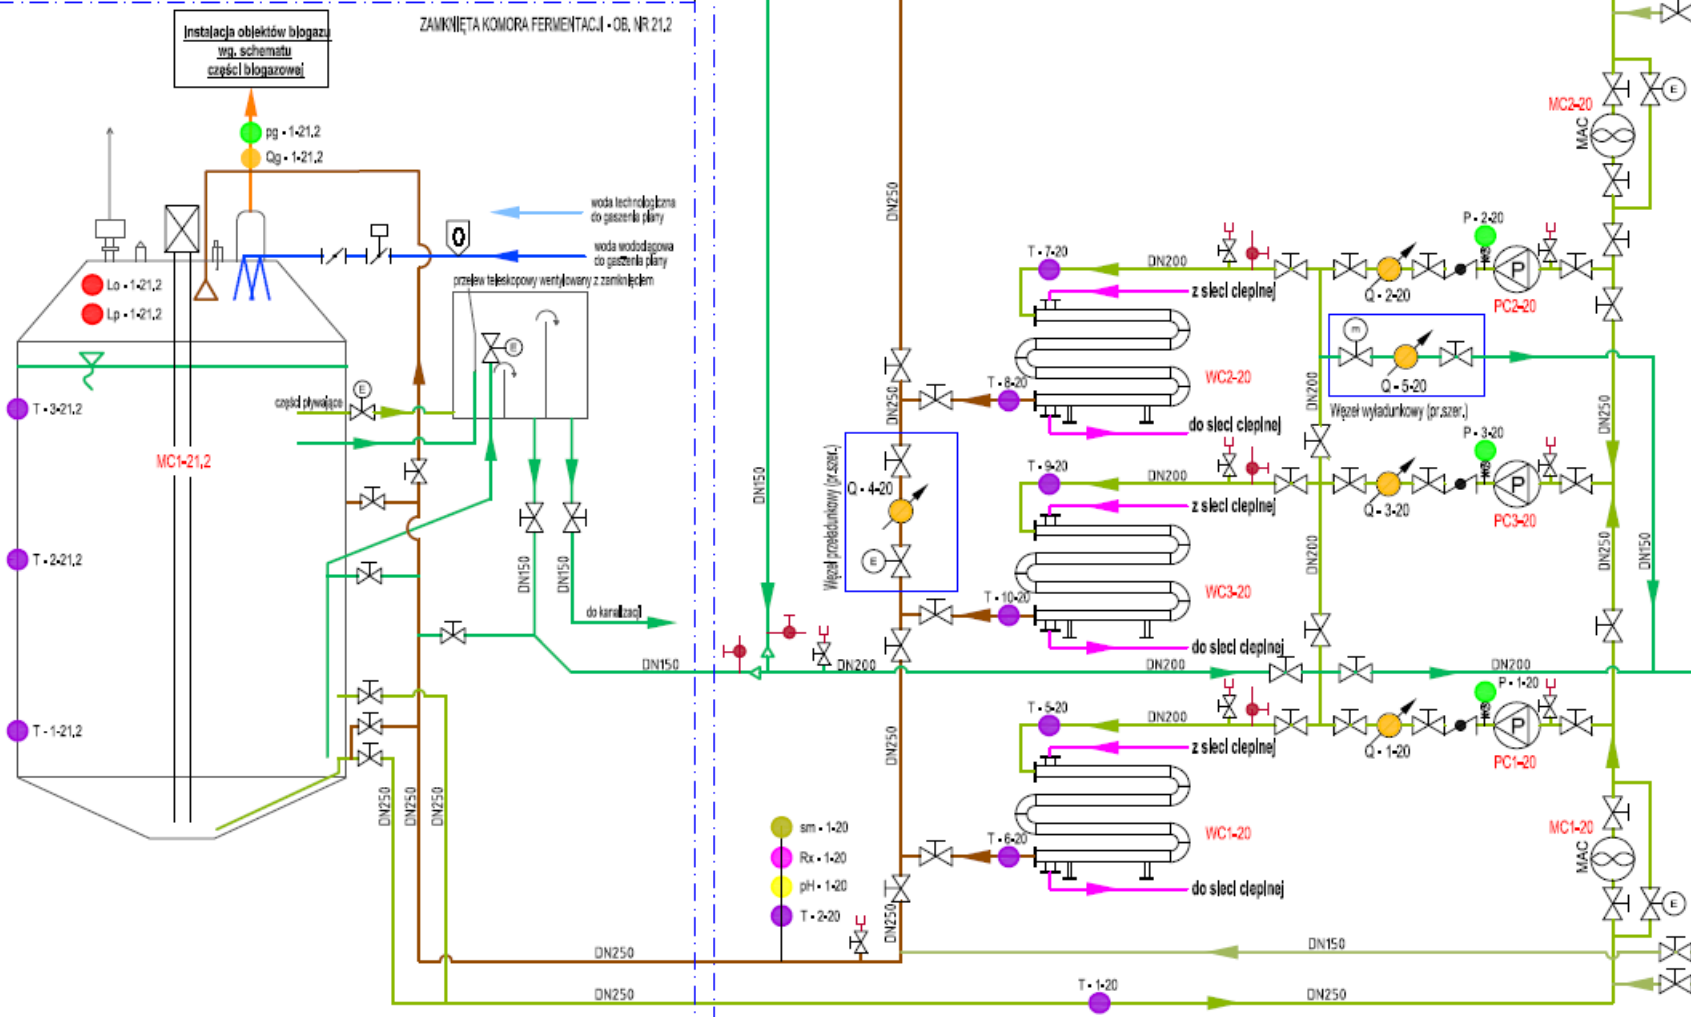 Instalacja obiektów biogazu
wg. schematu
części biogazowej
ZAMKNIĘTA KOMORA FERMENTACJI - OB. NR 21.2
pg - 1-21.2
Qg - 1-21.2
woda technologiczna
do gaszenia piany
woda wodociągowa
do gaszenia piany
przelew teleskopowy wentylowany z zamknięciem
0
Lo - 1-21.2
Lp - 1-21.2
E
części pływające
E
T - 3-21.2
MC1-21.2
T - 2-21.2
T - 1-21.2
DN150
DN150
do kanalizacji
DN150
DN250
DN250
DN250
DN250
DN250
sm - 1-20
Rx - 1-20
pH - 1-20
T - 2-20
DN150
DN200
DN250
DN250
DN250
DN250
Węzeł przeładunkowy (pr.szer.)
Q - 4-20
E
T - 7-20
DN200
z sieci cieplnej
WC2-20
T - 8-20
do sieci cieplnej
T - 9-20
DN200
z sieci cieplnej
WC3-20
T - 10-20
do sieci cieplnej
DN200
T - 5-20
DN200
z sieci cieplnej
WC1-20
T - 6-20
do sieci cieplnej
P - 2-20
P
Q - 2-20
PC2-20
m
Q - 5-20
Węzeł wyładunkowy (pr.szer.)
DN200
P - 3-20
P
Q - 3-20
PC3-20
DN200
DN200
P - 1-20
P
Q - 1-20
PC1-20
MC2-20
MAC
E
DN250
DN250
DN150
MC1-20
MAC
E
DN150
T - 1-20
DN250